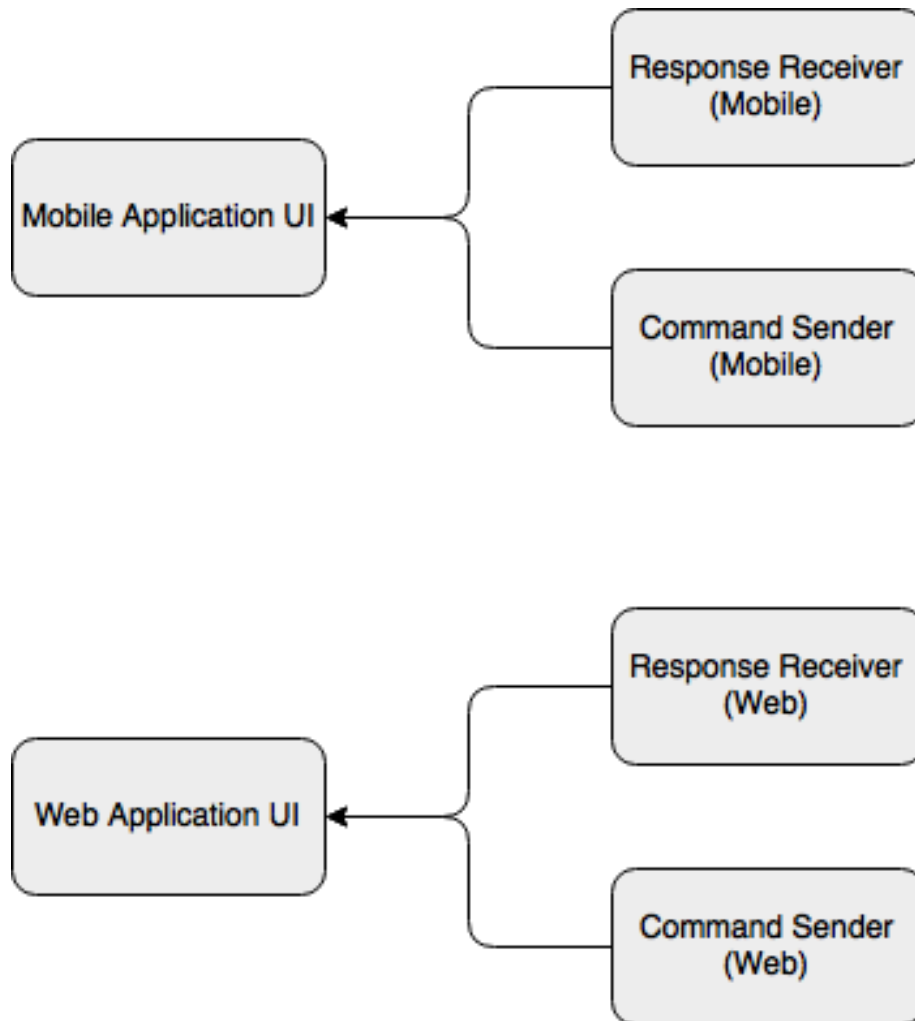 Response Receiver
(Mobile)
Mobile Application UI
Command Sender
(Mobile)
Response Receiver
(Web)
Web Application UI
Command Sender
(Web)